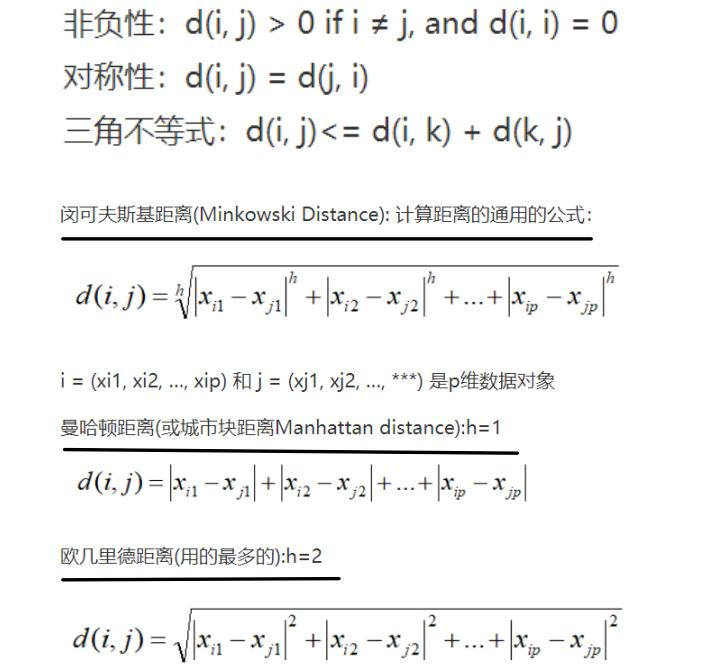 非负性：d(i, j) > 0 if i ≠ j, and d(i, i) = 0
对称性：d(i, j) = d(j, i)
三角不等式：d(i, j)<= d(i, k) + d(k, j)
闵可夫斯基距离(Minkowski Distance): 计算距离的通用的公式：
d(i, j) = ʰ√|x_{i1} − x_{j1}|^h + |x_{i2} − x_{j2}|^h + ... + |x_{ip} − x_{jp}|^h
i = (xi1, xi2, ..., xip) 和 j = (xj1, xj2, ..., ***) 是p维数据对象
曼哈顿距离(或城市块距离Manhattan distance):h=1
d(i, j) = |x_{i1} − x_{j1}| + |x_{i2} − x_{j2}| + ... + |x_{ip} − x_{jp}|
欧几里德距离(用的最多的):h=2
d(i, j) = √|x_{i1} − x_{j1}|^2 + |x_{i2} − x_{j2}|^2 + ... + |x_{ip} − x_{jp}|^2